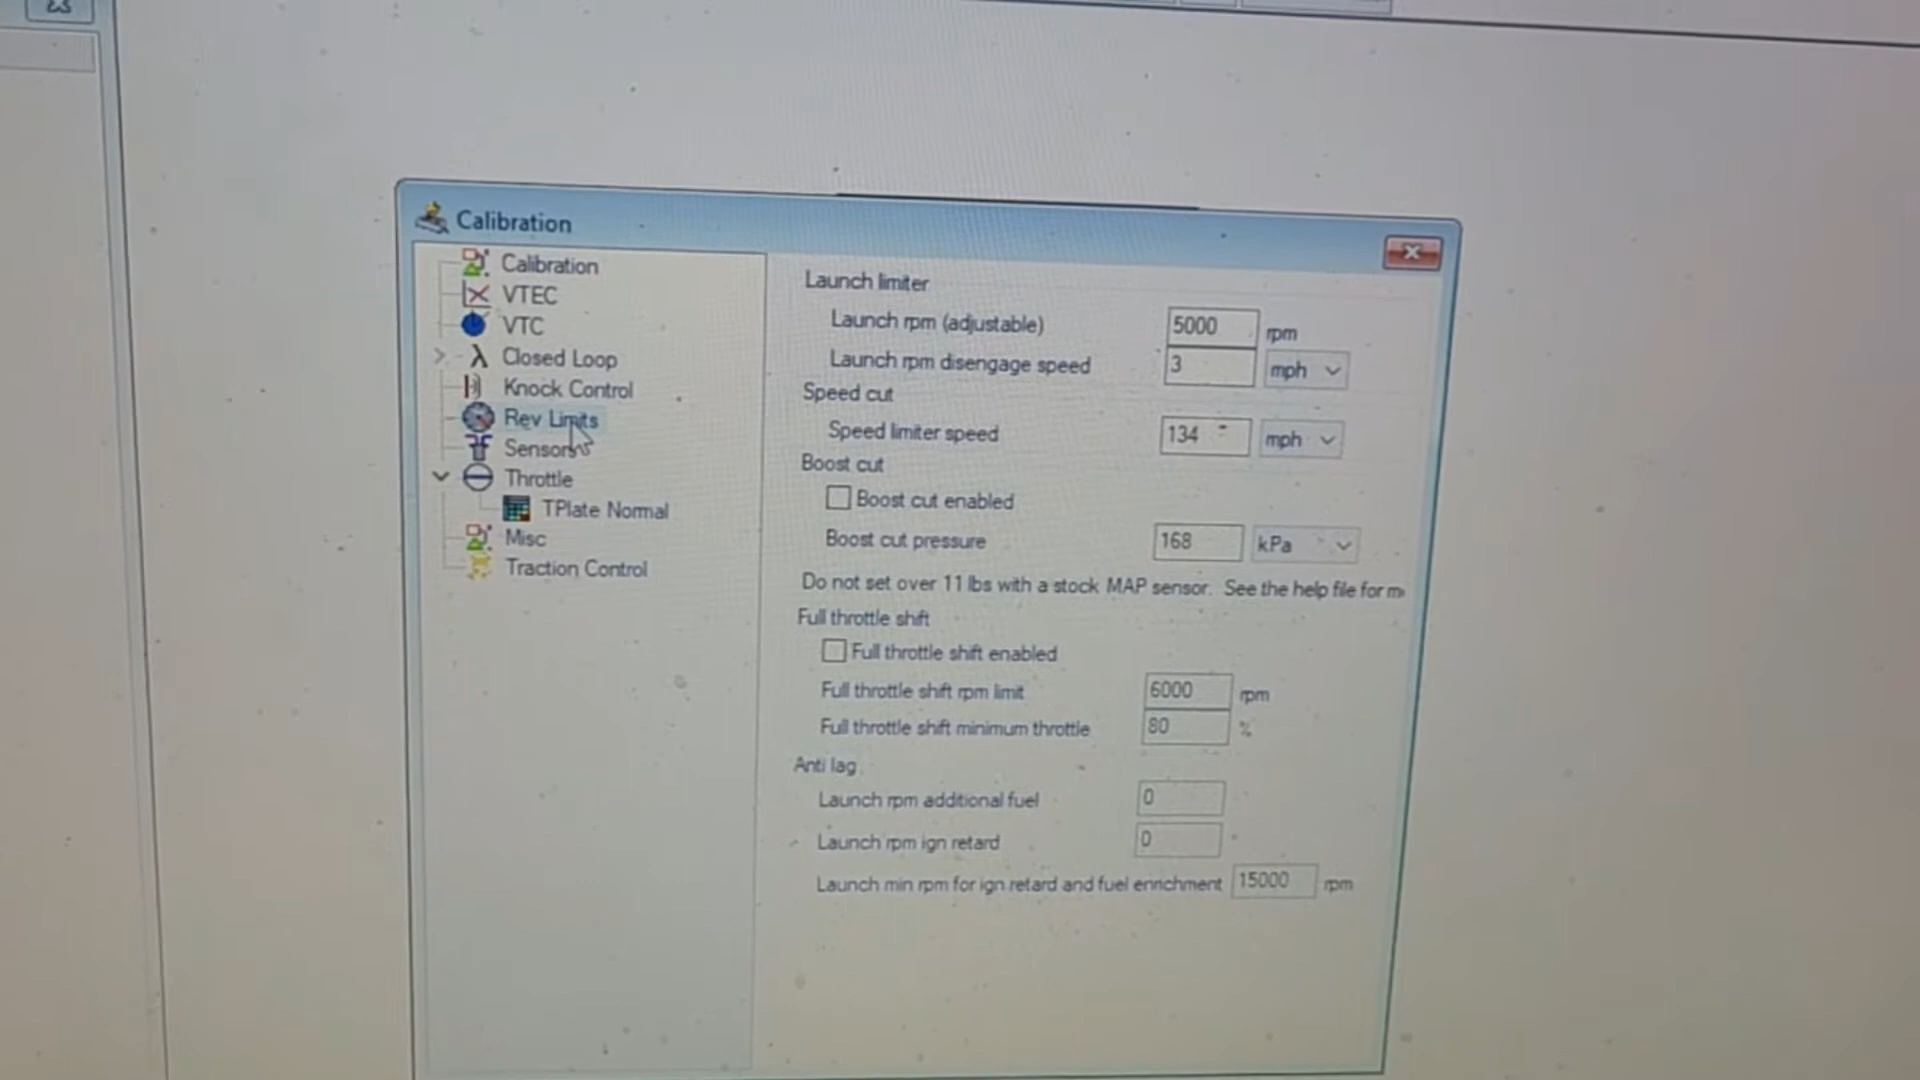 Calibration
Calibration
VTEC
VTC
Closed Loop
Knock Control
Rev Limits
Sensors
Throttle
TPlate Normal
Misc
Traction Control
Launch limiter
Launch rpm (adjustable) 5000 rpm
Launch rpm disengage speed 3 mph
Speed cut
Speed limiter speed 134 mph
Boost cut
Boost cut enabled
Boost cut pressure 168 kPa
Do not set over 11 lbs with a stock MAP sensor. See the help file for m
Full throttle shift
Full throttle shift enabled
Full throttle shift rpm limit 6000 rpm
Full throttle shift minimum throttle 80 %
Anti lag
Launch rpm additional fuel 0
Launch rpm ign retard 0 °
Launch min rpm for ign retard and fuel enrichment 15000 rpm